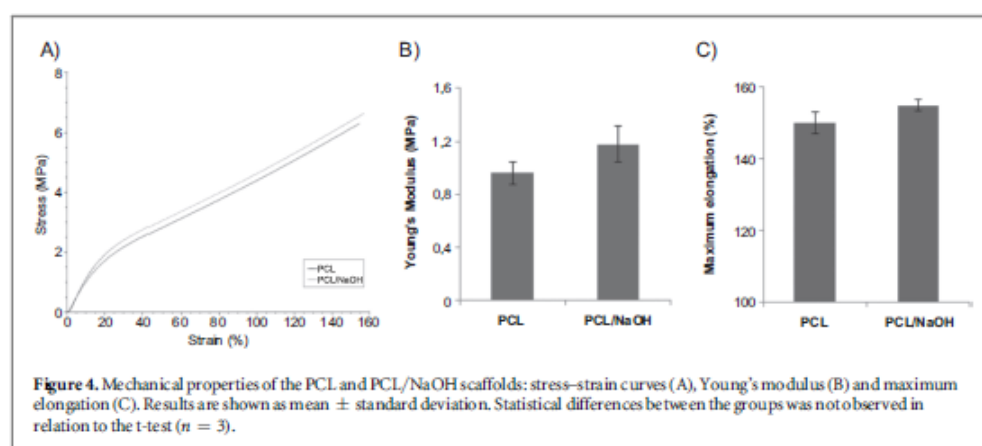 A)
8
6
4
2
0
Stress (MPa)
0 20 40 60 80 100 120 140 160
Strain (%)
PCL
PCL/NaOH
B)
1,6
1,2
0,8
0,4
0
Young's Modulus (MPa)
PCL PCL/NaOH
C)
160
140
120
100
Maximum elongation (%)
PCL PCL/NaOH
Figure 4. Mechanical properties of the PCL and PCL/NaOH scaffolds: stress–strain curves (A), Young's modulus (B) and maximum
elongation (C). Results are shown as mean ± standard deviation. Statistical differences between the groups was not observed in
relation to the t-test (n = 3).